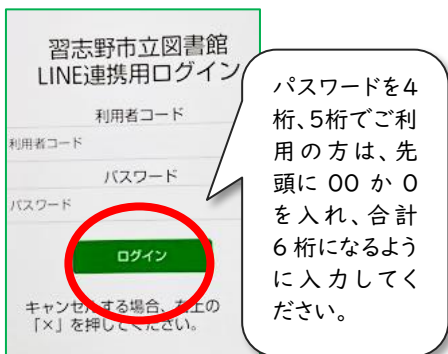 習志野市立図書館
LINE連携用ログイン
利用者コード
利用者コード
パスワード
パスワード
ログイン
キャンセルする場合、右上の
「×」を押してください。
パスワードを4
桁、5桁でご利
用の方は、先
頭に 00 か 0
を入れ、合計
6 桁になるよう
に入力してく
ださい。